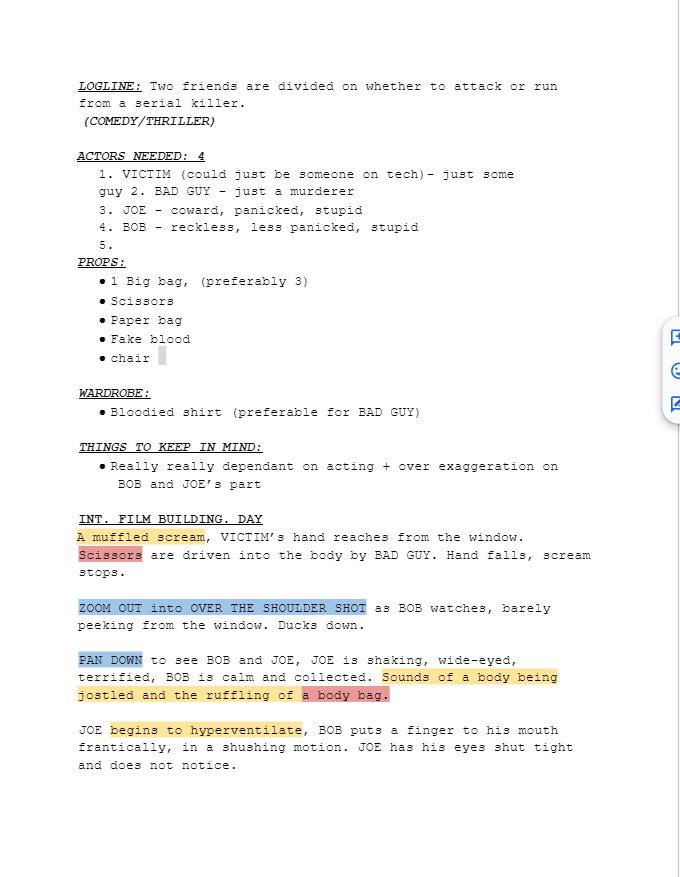 LOGLINE: Two friends are divided on whether to attack or run
from a serial killer.
(COMEDY/THRILLER)
ACTORS NEEDED: 4
1. VICTIM (could just be someone on tech)- just some
guy 2. BAD GUY - just a murderer
3. JOE - coward, panicked, stupid
4. BOB - reckless, less panicked, stupid
5.
PROPS:
● 1 Big bag, (preferably 3)
● Scissors
● Paper bag
● Fake blood
● chair
WARDROBE:
● Bloodied shirt (preferable for BAD GUY)
THINGS TO KEEP IN MIND:
● Really really dependant on acting + over exaggeration on
BOB and JOE’s part
INT. FILM BUILDING. DAY
A muffled scream, VICTIM’s hand reaches from the window.
Scissors are driven into the body by BAD GUY. Hand falls, scream
stops.
ZOOM OUT into OVER THE SHOULDER SHOT as BOB watches, barely
peeking from the window. Ducks down.
PAN DOWN to see BOB and JOE, JOE is shaking, wide-eyed,
terrified, BOB is calm and collected. Sounds of a body being
jostled and the ruffling of a body bag.
JOE begins to hyperventilate, BOB puts a finger to his mouth
frantically, in a shushing motion. JOE has his eyes shut tight
and does not notice.